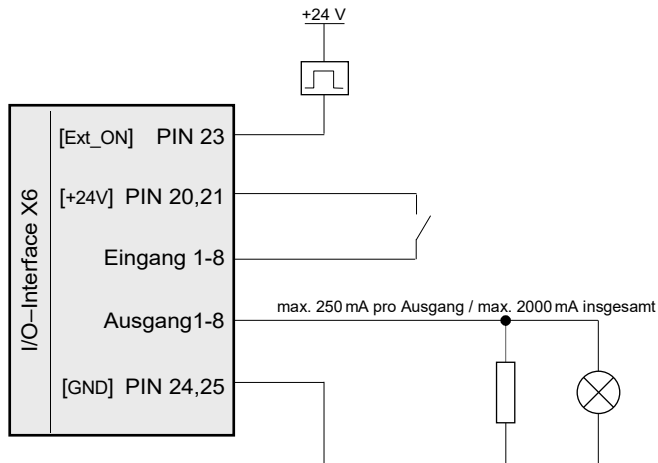 +24 V
[Ext_ON] PIN 23
[+24V] PIN 20,21
I/O–Interface X6
Eingang 1-8
max. 250 mA pro Ausgang / max. 2000 mA insgesamt
Ausgang1-8
[GND] PIN 24,25